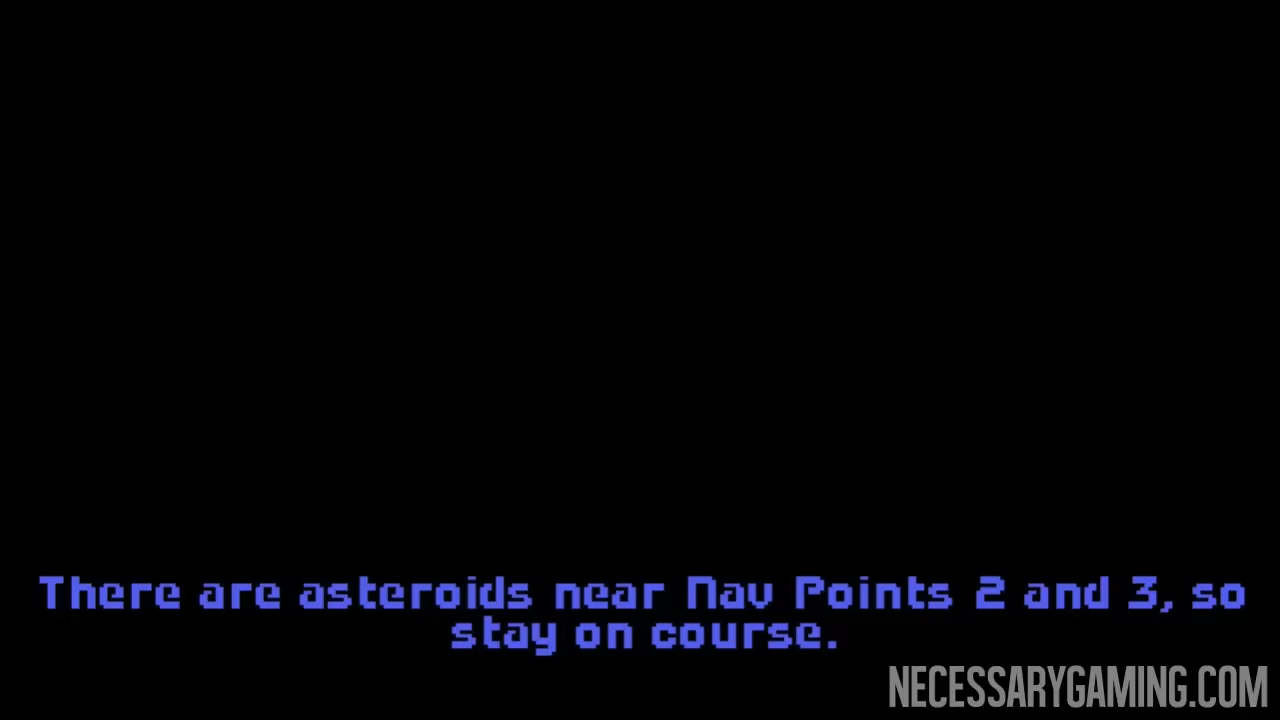 There are asteroids near Nav Points 2 and 3, so
stay on course.
NECESSARYGAMING.COM